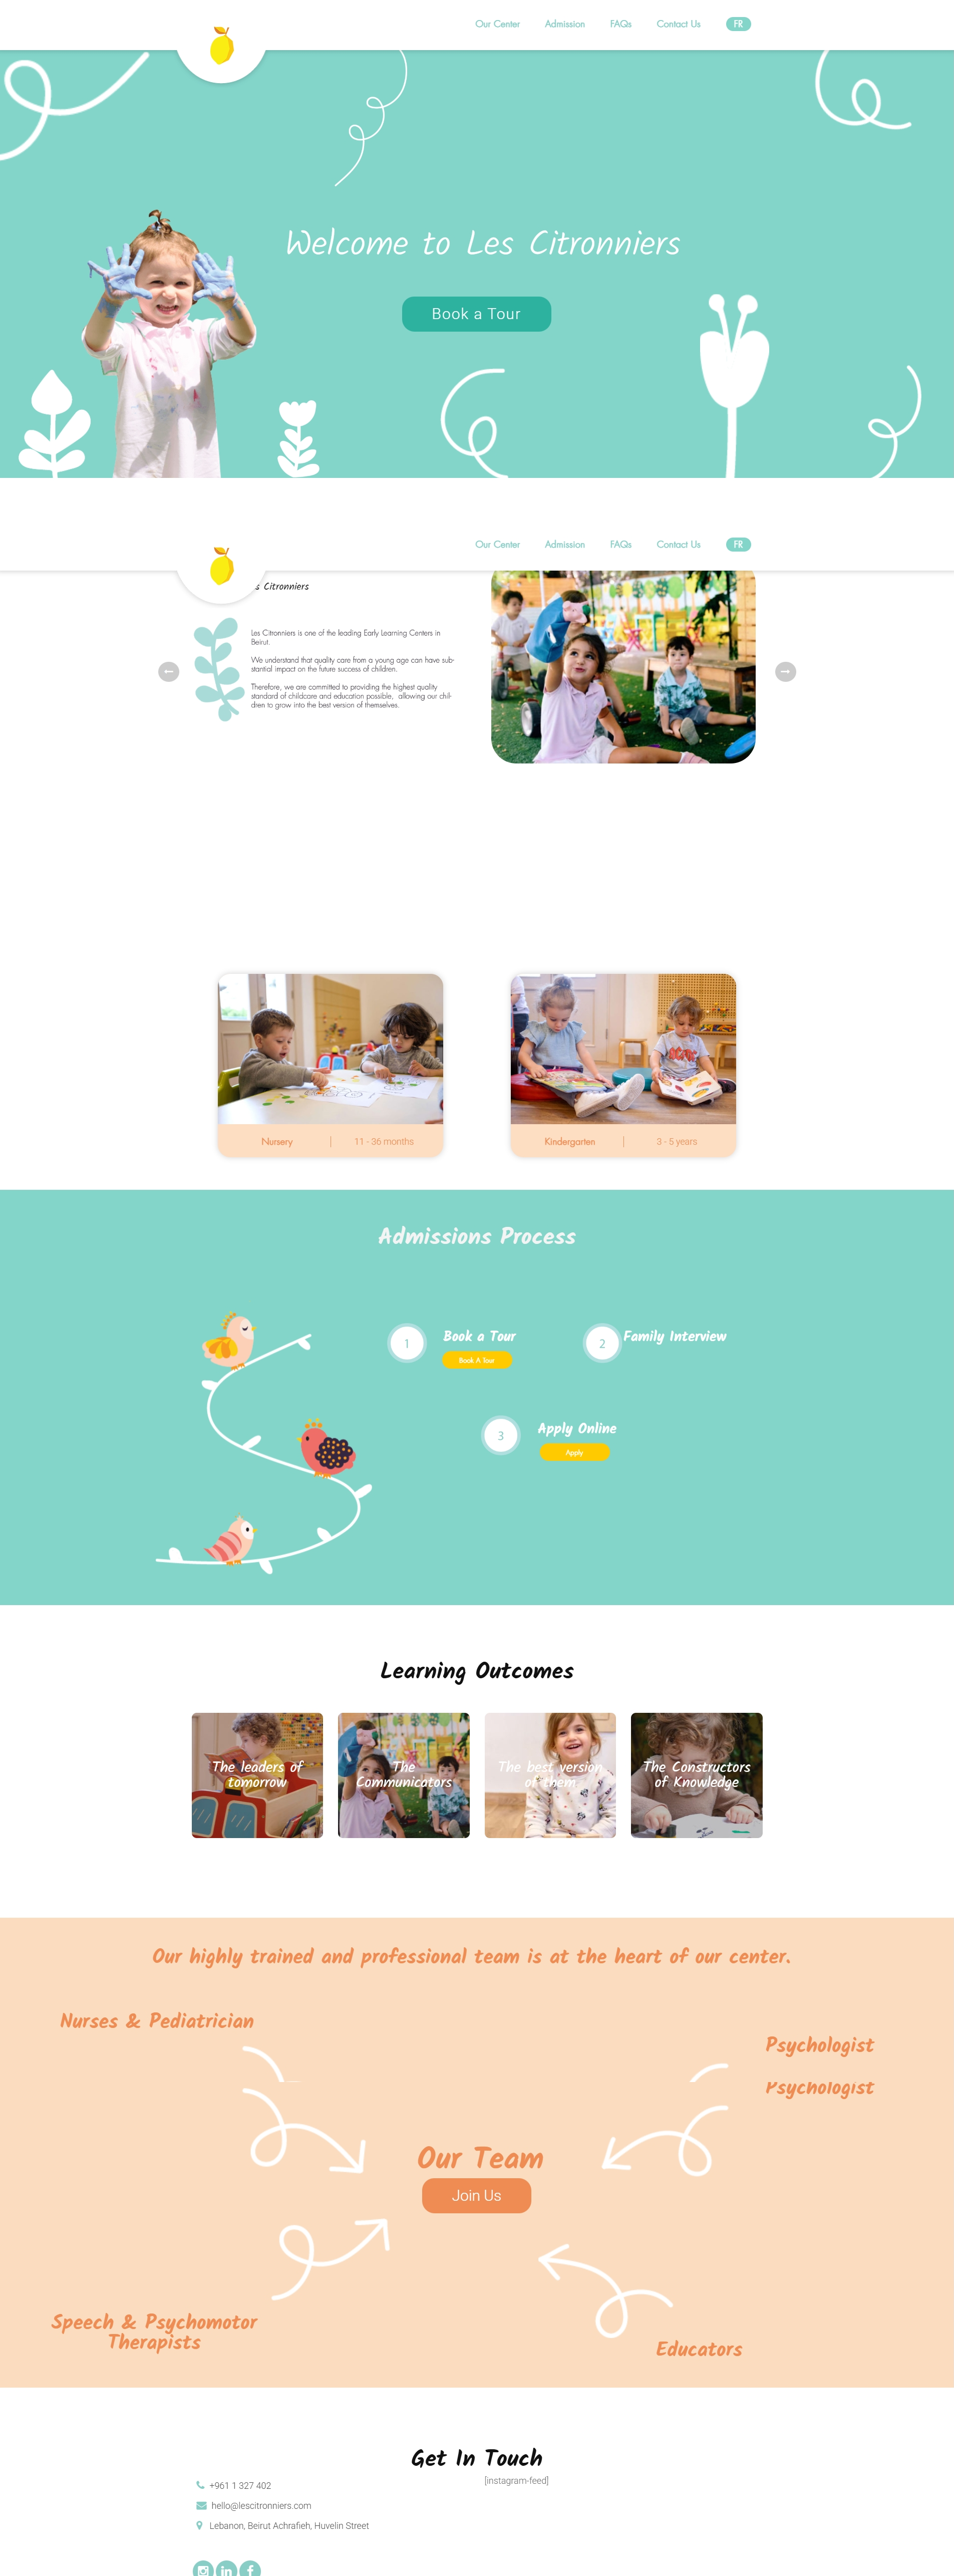 Our Center Admission FAQs Contact Us FR
Welcome to Les Citronniers
Book a Tour
Our Center Admission FAQs Contact Us FR
Citronniers
Les Citronniers is one of the leading Early Learning Centers in
Beirut.
We understand that quality care from a young age can have sub-
stantial impact on the future success of children.
Therefore, we are committed to providing the highest quality
standard of childcare and education possible, allowing our chil-
dren to grow into the best version of themselves.
Nursery 11 - 36 months
Kindergarten 3 - 5 years
Admissions Process
1 Book a Tour
Book A Tour
2 Family Interview
3 Apply Online
Apply
Learning Outcomes
The leaders of
tomorrow
The
Communicators
The best version
of them
The Constructors
of Knowledge
Our highly trained and professional team is at the heart of our center.
Nurses & Pediatrician
Psychologist
Psychologist
Our Team
Join Us
Speech & Psychomotor
Therapists
Educators
Get In Touch
[instagram-feed]
+961 1 327 402
hello@lescitronniers.com
Lebanon, Beirut Achrafieh, Huvelin Street